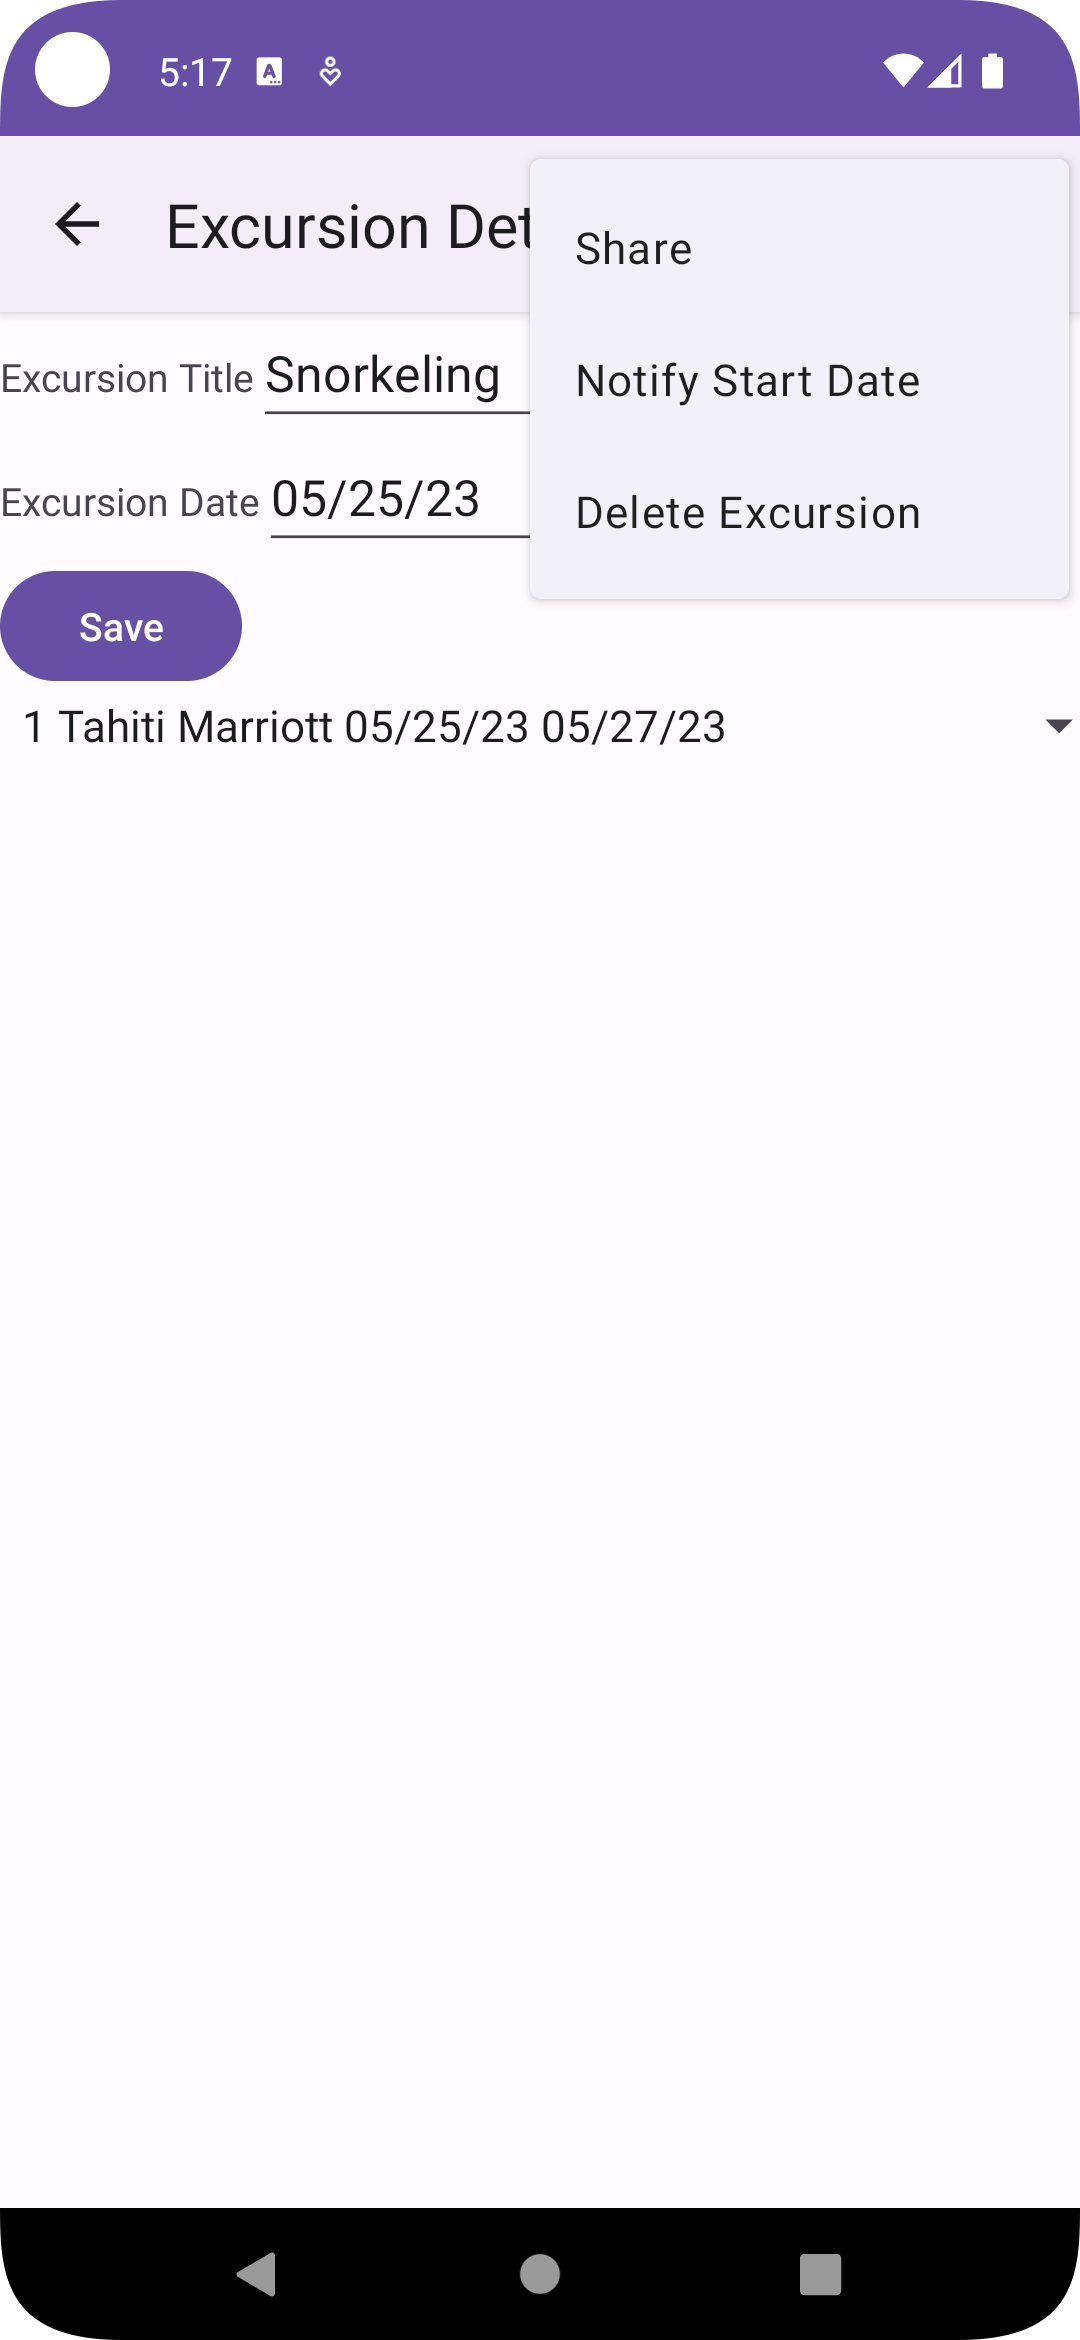 5:17
Excursion Det
Share
Notify Start Date
Delete Excursion
Excursion Title Snorkeling
Excursion Date 05/25/23
Save
1 Tahiti Marriott 05/25/23 05/27/23